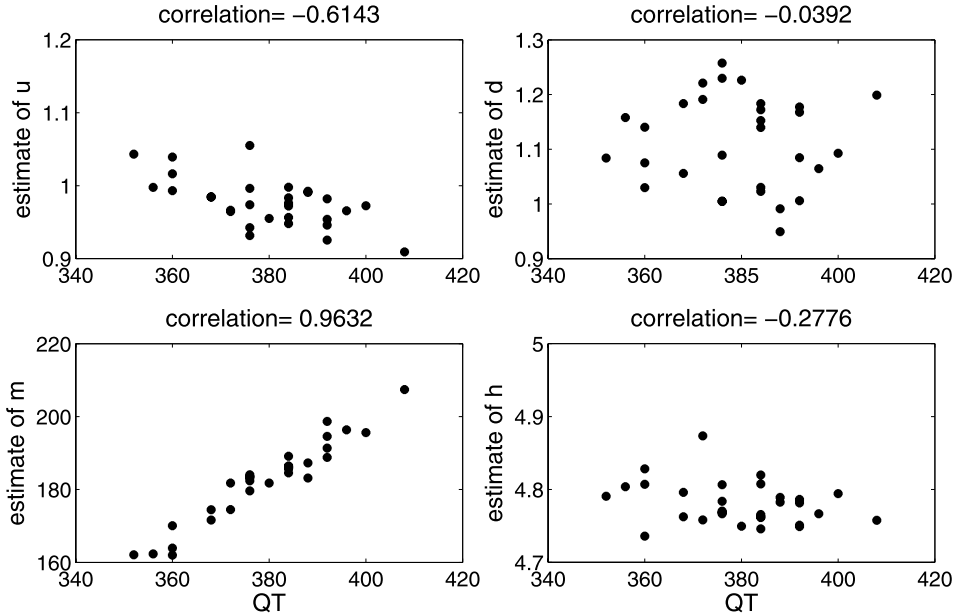 correlation= −0.6143
1.2
1.1
1
0.9
estimate of u
340 360 380 400 420
correlation= −0.0392
1.3
1.2
1.1
1
0.9
estimate of d
340 360 385 400 420
correlation= 0.9632
220
200
180
160
estimate of m
340 360 380 400 420
QT
correlation= −0.2776
5
4.9
4.8
4.7
estimate of h
340 360 380 400 420
QT